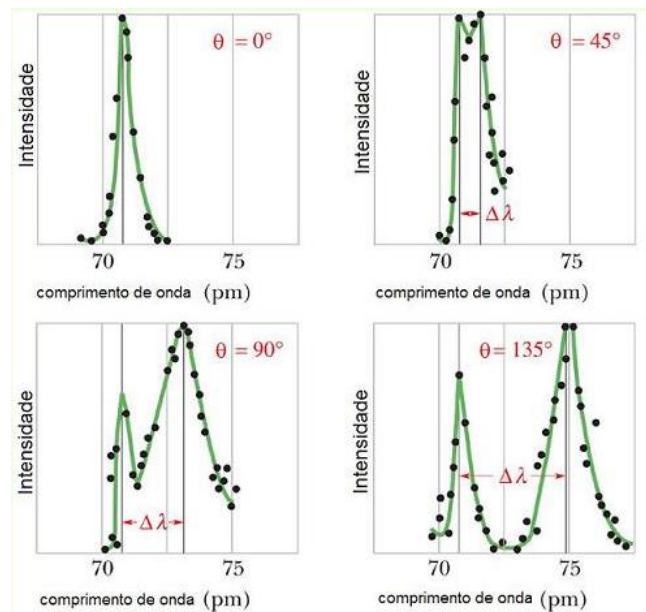 Intensidade
θ = 0°
70 75
comprimento de onda (pm)
Intensidade
θ = 45°
Δλ
70 75
comprimento de onda (pm)
Intensidade
θ = 90°
Δλ
70 75
comprimento de onda (pm)
Intensidade
θ = 135°
Δλ
70 75
comprimento de onda (pm)